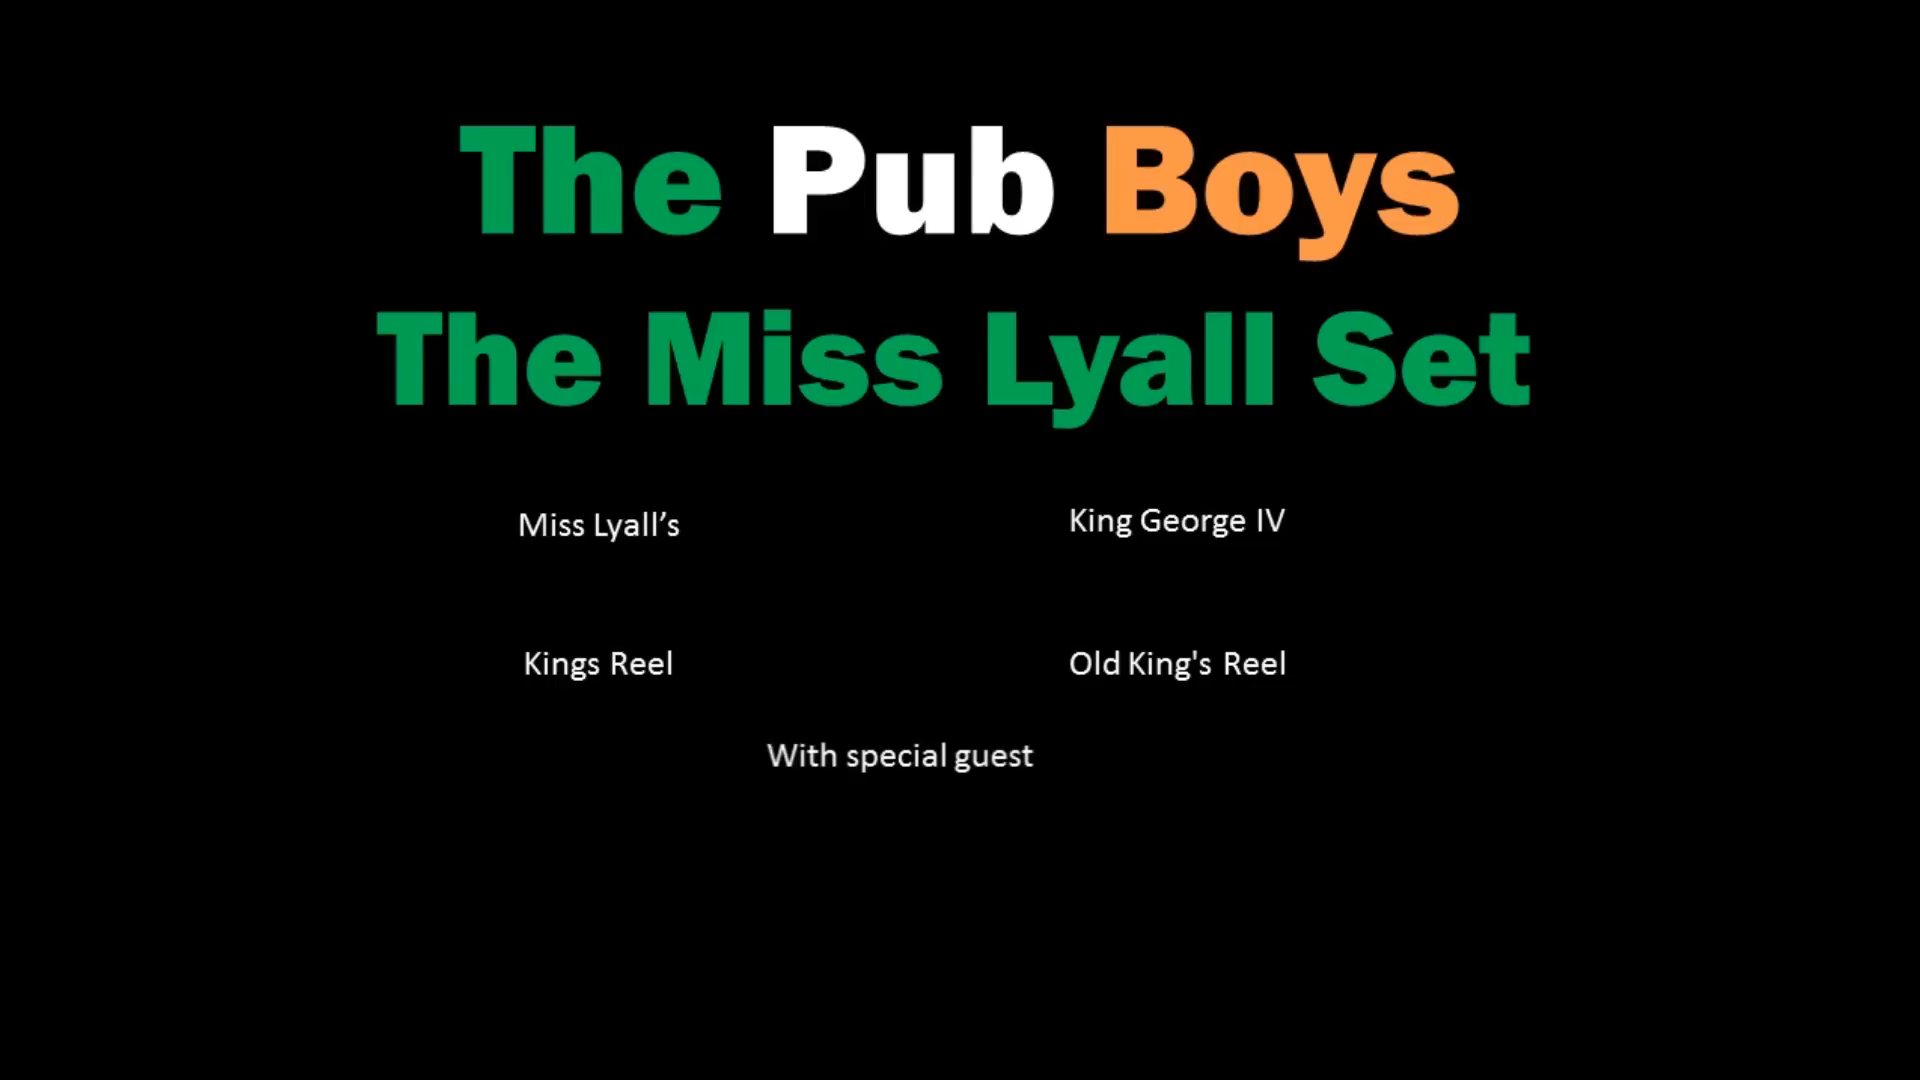 The Pub Boys
The Miss Lyall Set
Miss Lyall’s
King George IV
Kings Reel
Old King's Reel
With special guest